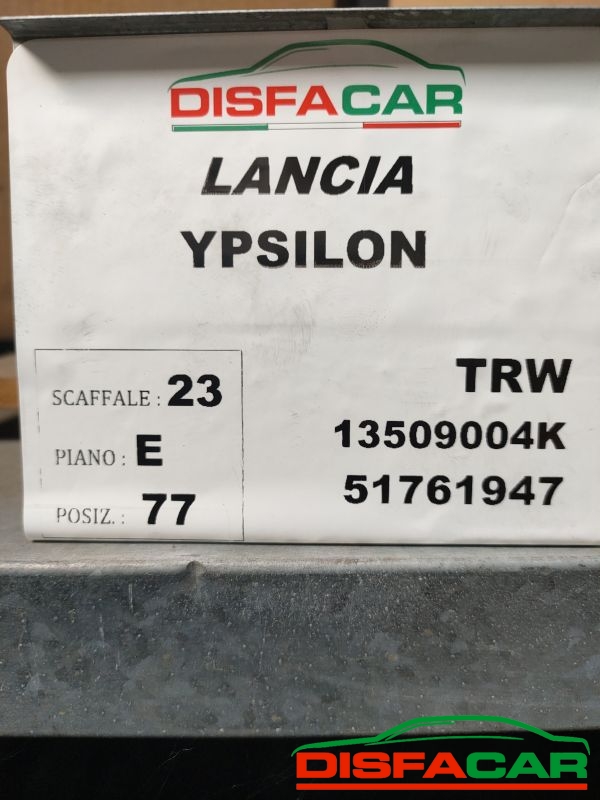 DISFACAR
LANCIA
YPSILON
SCAFFALE : 23
PIANO : E
POSIZ. : 77
TRW
13509004K
51761947
DISFACAR